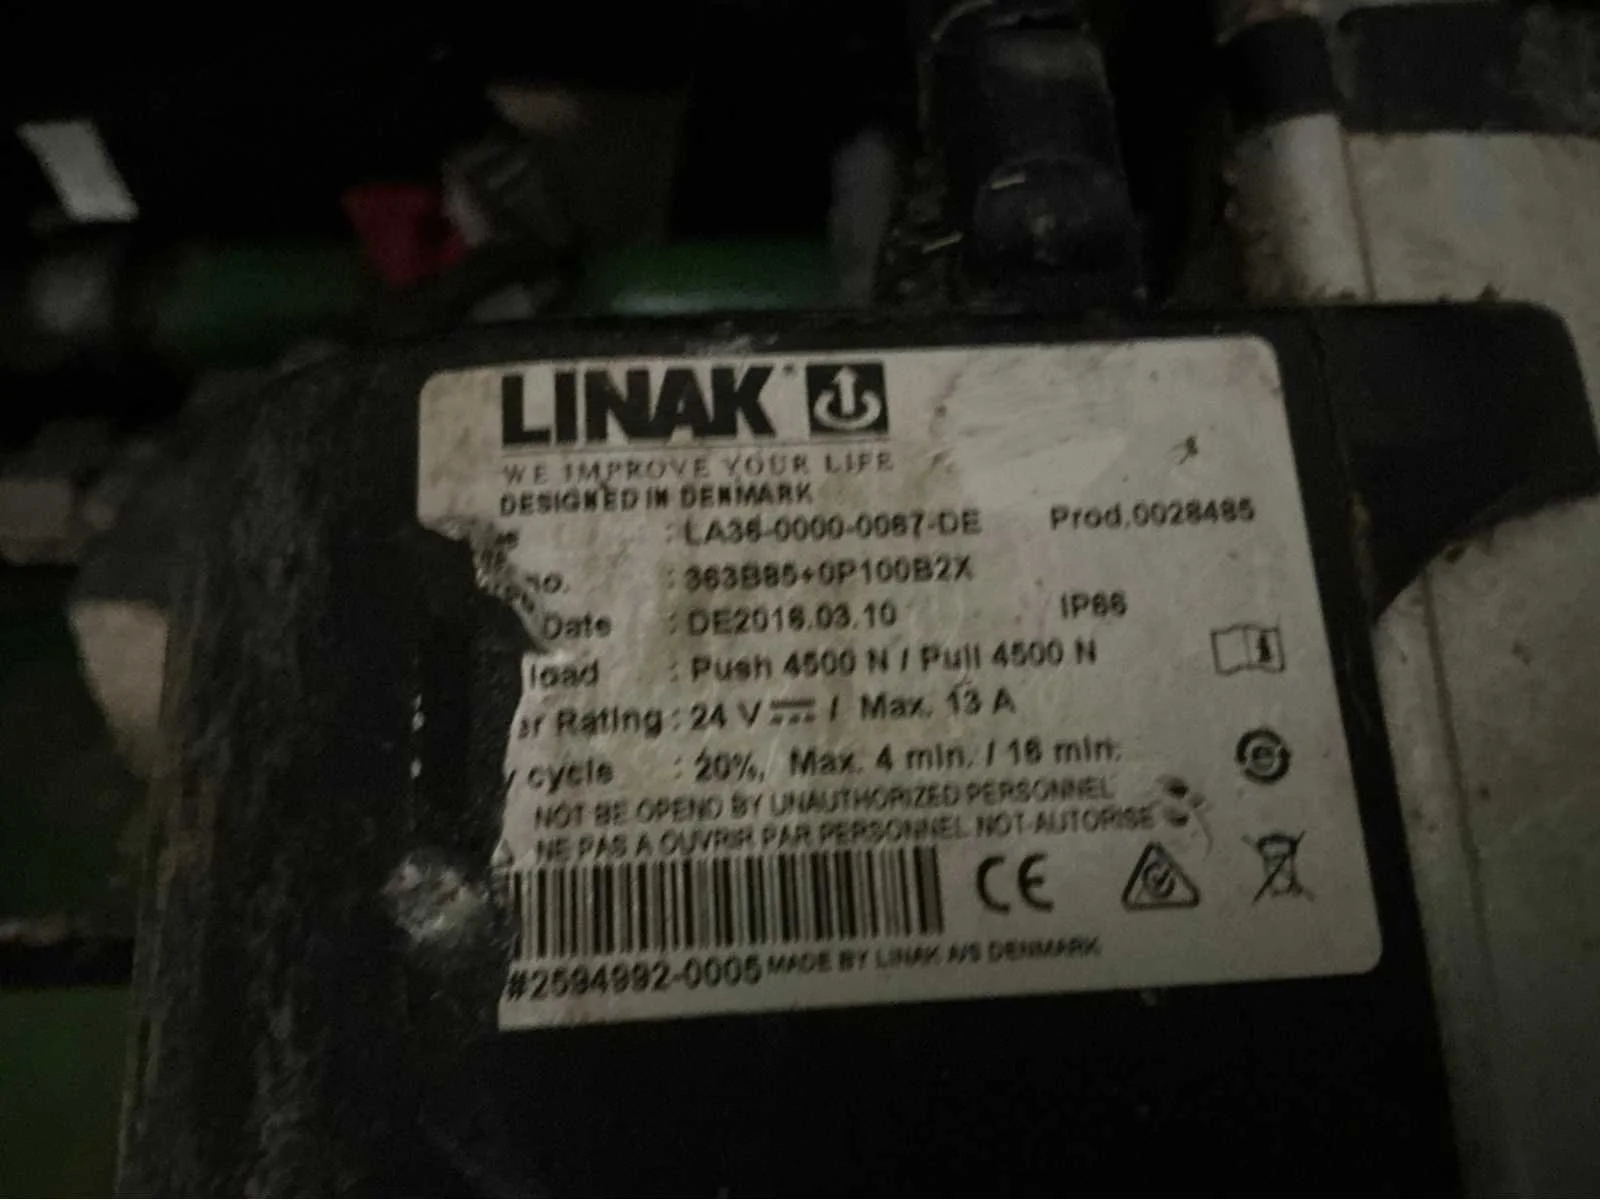 LINAK
WE IMPROVE YOUR LIFE
DESIGNED IN DENMARK
: LA36-0000-0067-DE Prod.0028485
no. : 363B85+0P100B2X
Date : DE2016.03.10 IP66
load : Push 4500 N / Pull 4500 N
er Rating : 24 V / Max. 13 A
y cycle : 20%, Max. 4 min. / 16 min.
NOT BE OPEND BY UNAUTHORIZED PERSONNEL
NE PAS A OUVRIR PAR PERSONNEL NOT AUTORISE
CE
#2594992-0005 MADE BY LINAK A/S DENMARK